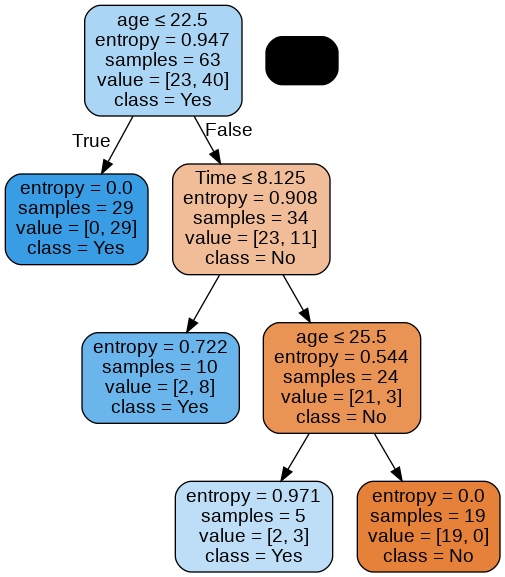 age ≤ 22.5
entropy = 0.947
samples = 63
value = [23, 40]
class = Yes
True
False
entropy = 0.0
samples = 29
value = [0, 29]
class = Yes
Time ≤ 8.125
entropy = 0.908
samples = 34
value = [23, 11]
class = No
entropy = 0.722
samples = 10
value = [2, 8]
class = Yes
age ≤ 25.5
entropy = 0.544
samples = 24
value = [21, 3]
class = No
entropy = 0.971
samples = 5
value = [2, 3]
class = Yes
entropy = 0.0
samples = 19
value = [19, 0]
class = No